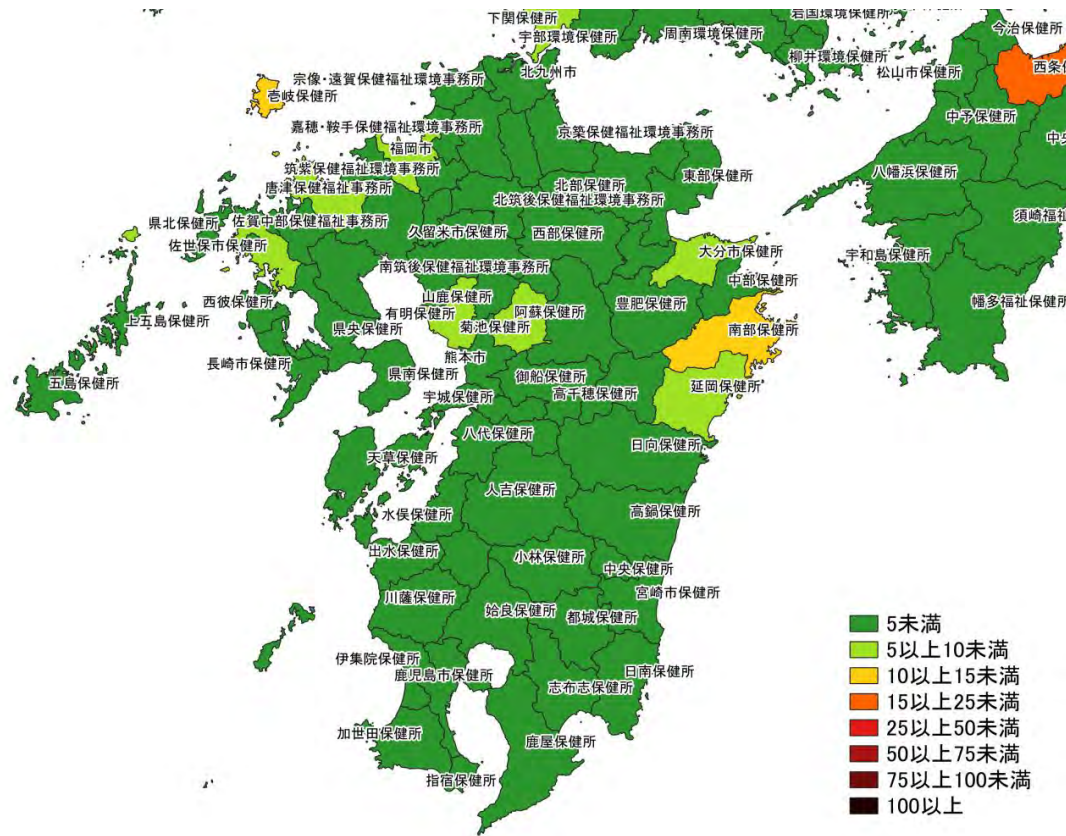 下関保健所
宇部環境保健所
周南環境保健所
岩国環境保健所
柳井環境保健所
今治保健所
松山市保健所
西条
中予保健所
中央
北九州市
宗像・遠賀保健福祉環境事務所
壱岐保健所
嘉穂・鞍手保健福祉環境事務所
京築保健福祉環境事務所
福岡市
筑紫保健福祉環境事務所
唐津保健福祉事務所
北部保健所
東部保健所
八幡浜保健所
北筑後保健福祉環境事務所
須崎福祉
県北保健所
佐賀中部保健福祉事務所
久留米市保健所
西部保健所
佐世保市保健所
大分市保健所
宇和島保健所
南筑後保健福祉環境事務所
中部保健所
西彼保健所
山鹿保健所
有明保健所
阿蘇保健所
豊肥保健所
幡多福祉保健所
上五島保健所
県央保健所
菊池保健所
南部保健所
長崎市保健所
熊本市
五島保健所
県南保健所
御船保健所
延岡保健所
宇城保健所
高千穂保健所
八代保健所
日向保健所
天草保健所
人吉保健所
水俣保健所
高鍋保健所
出水保健所
小林保健所
中央保健所
川薩保健所
宮崎市保健所
姶良保健所
都城保健所
伊集院保健所
鹿児島市保健所
日南保健所
志布志保健所
加世田保健所
鹿屋保健所
指宿保健所
5未満
5以上10未満
10以上15未満
15以上25未満
25以上50未満
50以上75未満
75以上100未満
100以上